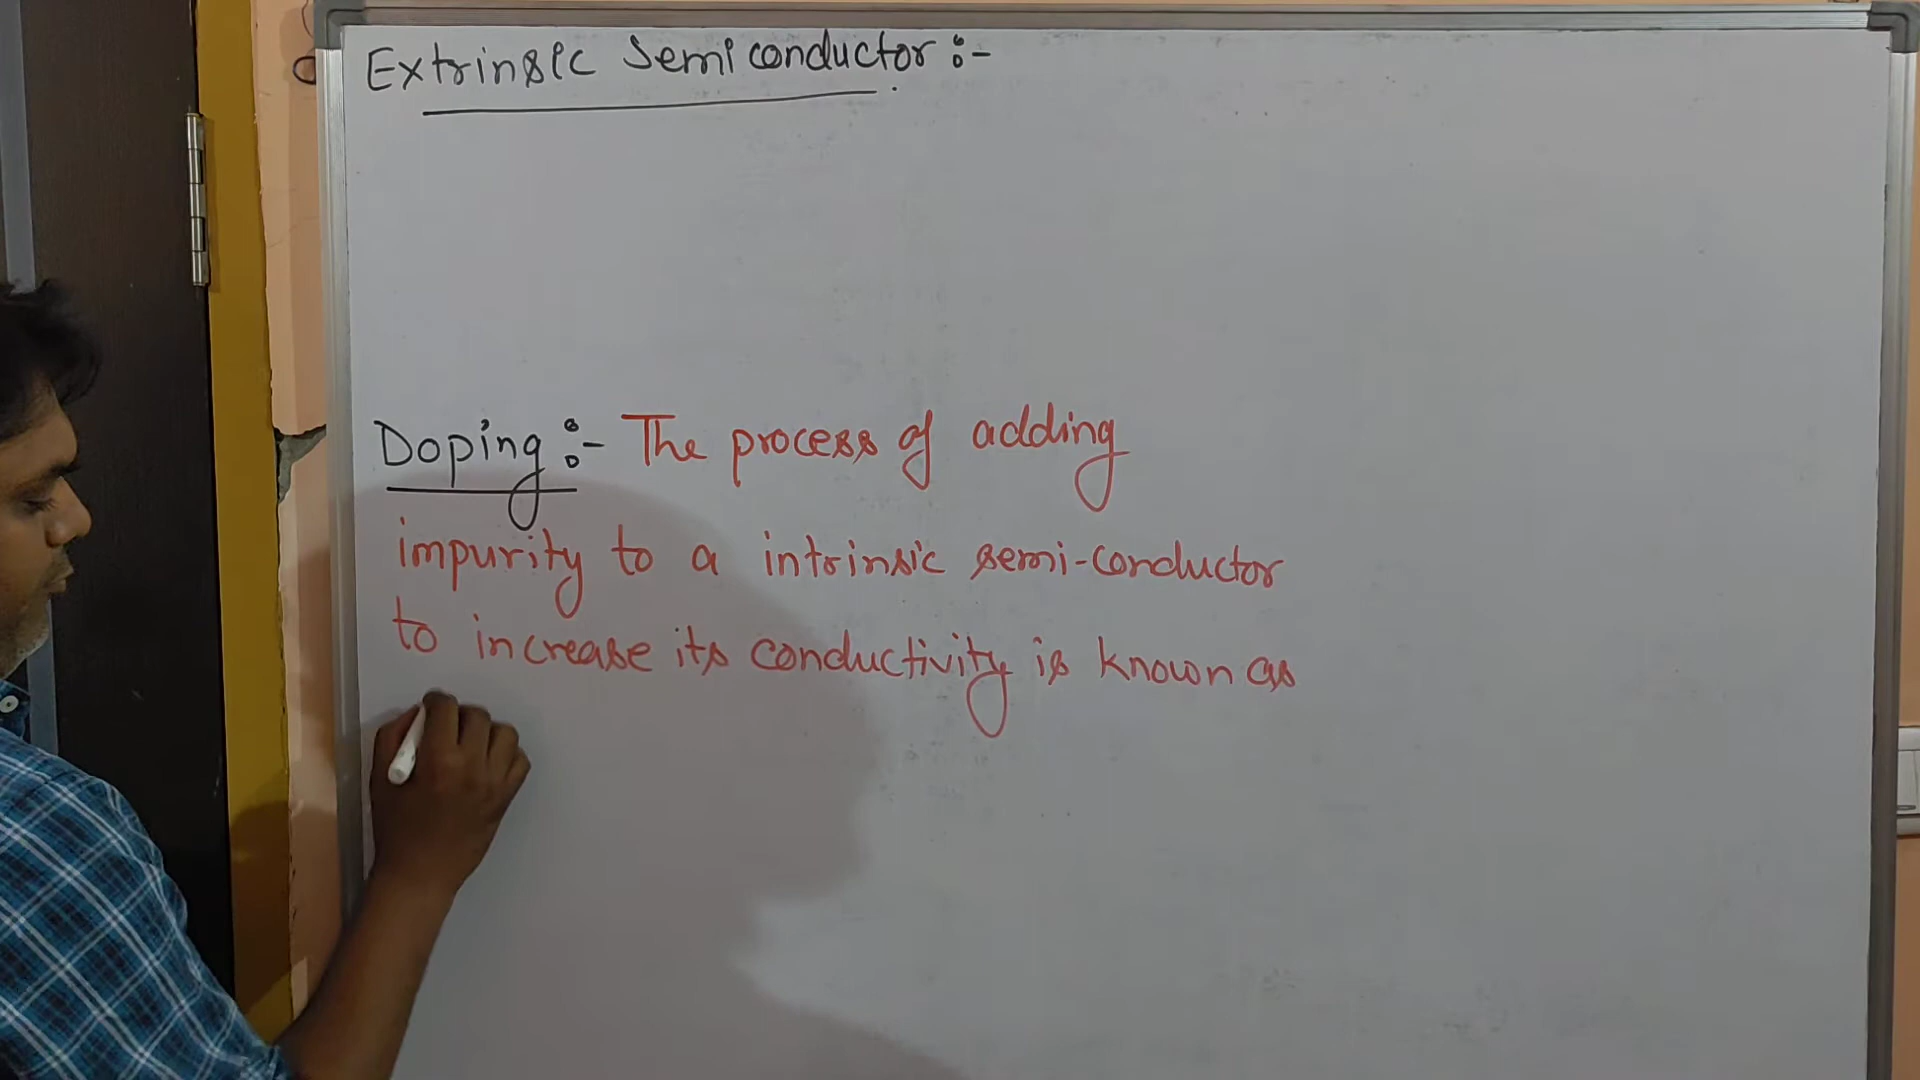 Extrinsic Semiconductor :-
Doping :- The process of adding
impurity to a intrinsic semi-conductor
to increase its conductivity is known as